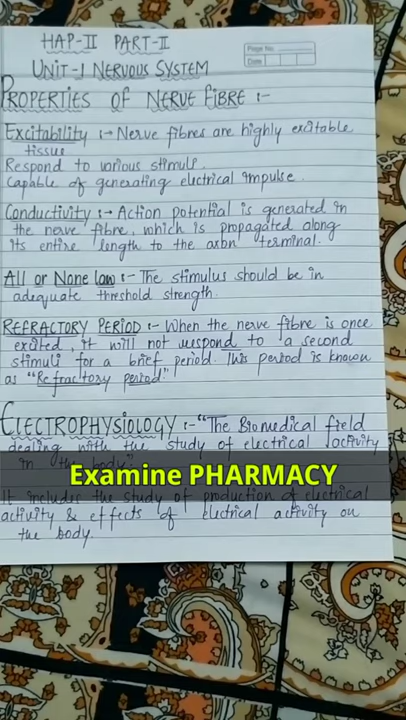 HAP-II PART-II
Page No
Date
UNIT-I NERVOUS SYSTEM
PROPERTIES OF NERVE FIBRE :-
Excitability :→ Nerve fibres are highly excitable
tissue
Respond to various stimuli.
Capable of generating electrical impulse.
Conductivity :→ Action potential is generated in
the nerve fibre, which is propagated along
its entire length to the axon terminal.
All or None law :- The stimulus should be in
adequate threshold strength.
REFRACTORY PERIOD :- When the nerve fibre is once
excited, it will not respond to a second
stimuli for a brief period. This period is known
as "Refractory period"
ELECTROPHYSIOLOGY :- "The Biomedical field
dealing with the study of electrical activity
in the body".
Examine PHARMACY
It includes the study of production of electrical
activity & effects of electrical activity on
the body.